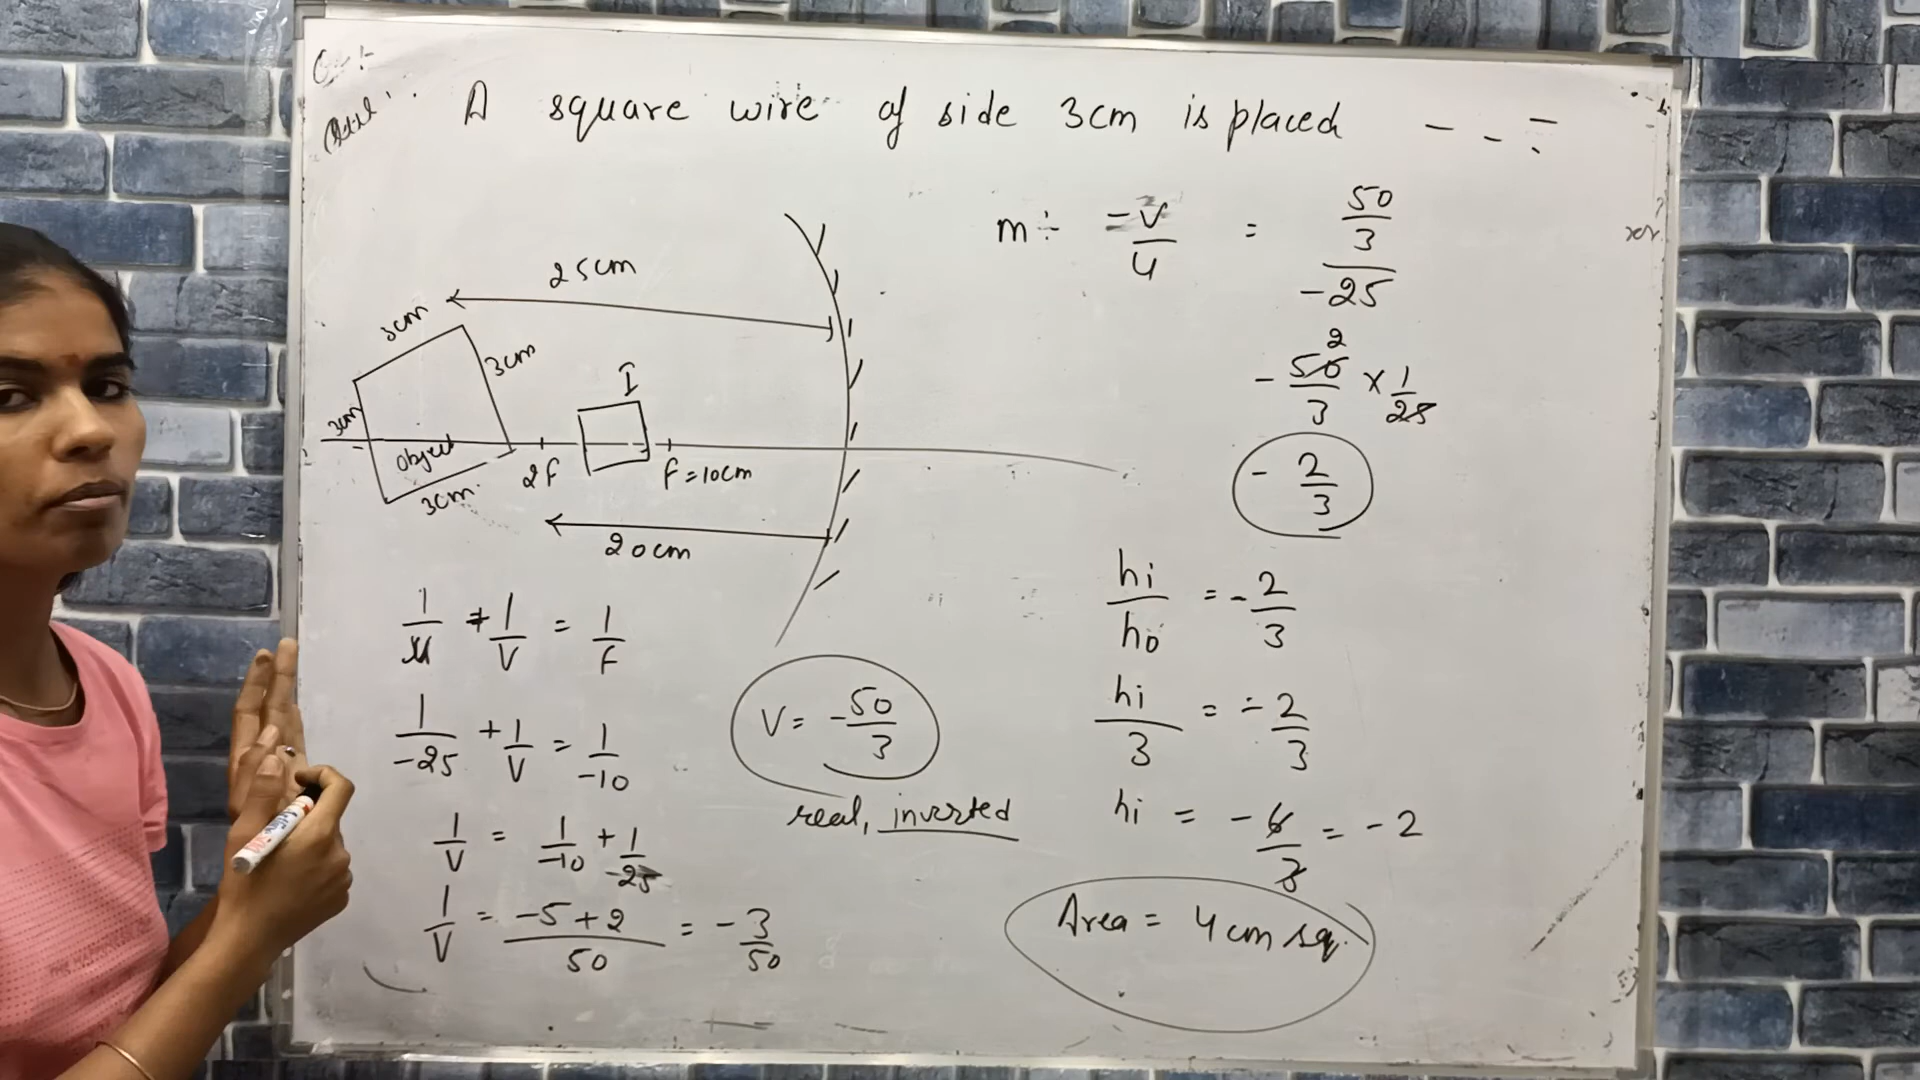 A square wire of side 3cm is placed - - -
25cm
3cm
3cm
3cm
3cm
object
2F
I
F=10cm
20cm
1/u + 1/V = 1/F
1/-25 + 1/V = 1/-10
1/V = 1/-10 + 1/-25
1/V = -5+2/50 = -3/50
V = -50/3
real, inverted
m ÷ -V/u = 50/3/-25
-50/3 × 1/25 2
-2/3
hi/ho = -2/3
hi/3 = -2/3
hi = -6/3 = -2
Area = 4cm sq.